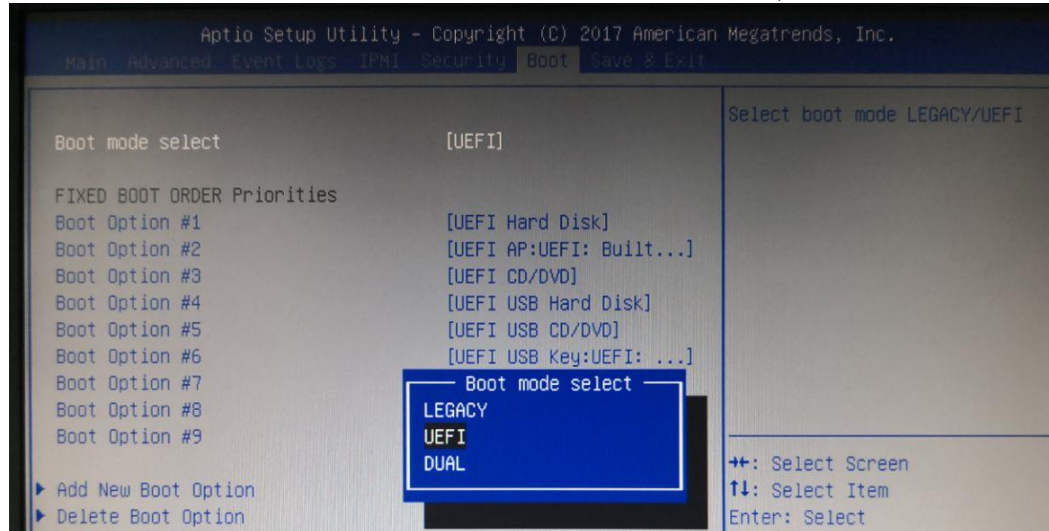 Aptio Setup Utility – Copyright (C) 2017 American Megatrends, Inc.
Main Advanced Event Logs IPMI Security Boot Save & Exit
Boot mode select [UEFI]
FIXED BOOT ORDER Priorities
Boot Option #1 [UEFI Hard Disk]
Boot Option #2 [UEFI AP:UEFI: Built...]
Boot Option #3 [UEFI CD/DVD]
Boot Option #4 [UEFI USB Hard Disk]
Boot Option #5 [UEFI USB CD/DVD]
Boot Option #6 [UEFI USB Key:UEFI: ...]
Boot Option #7
Boot Option #8
Boot Option #9
Add New Boot Option
Delete Boot Option
Boot mode select
LEGACY
UEFI
DUAL
Select boot mode LEGACY/UEFI
→←: Select Screen
↑↓: Select Item
Enter: Select